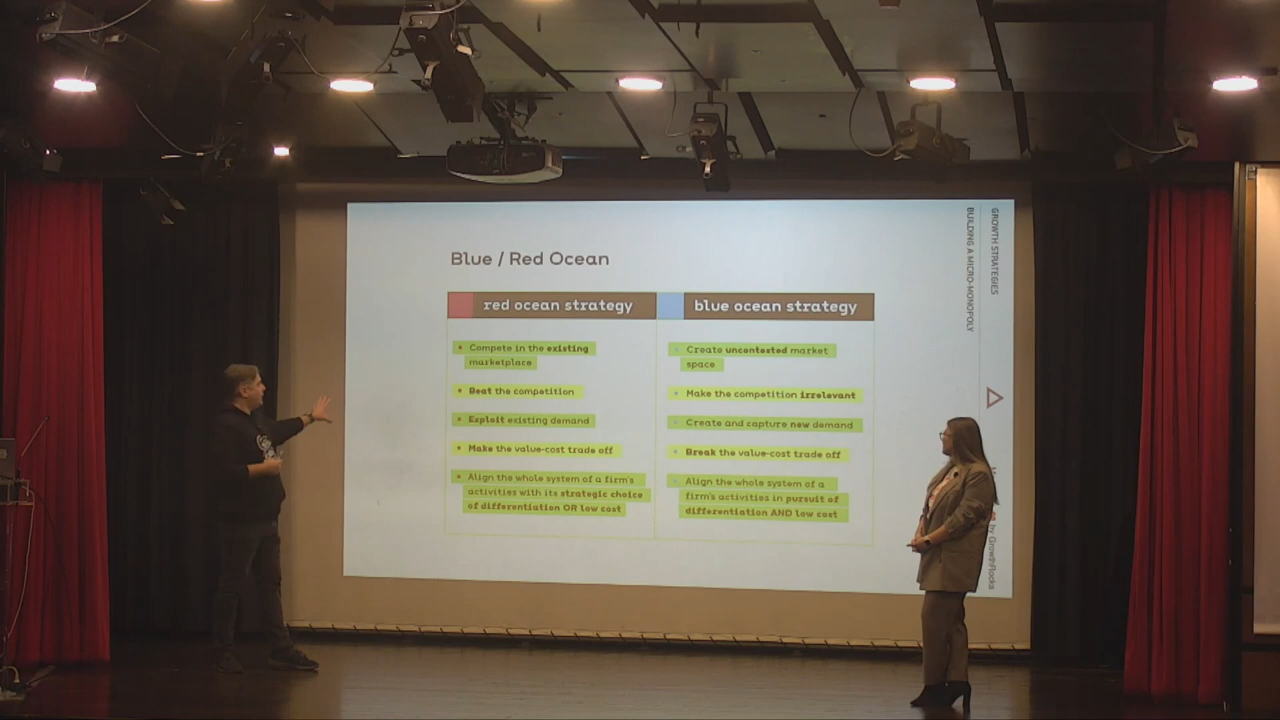 Blue / Red Ocean
red ocean strategy
• Compete in the existing
marketplace
• Beat the competition
• Exploit existing demand
• Make the value-cost trade off
• Align the whole system of a firm's
activities with its strategic choice
of differentiation OR low cost
blue ocean strategy
• Create uncontested market
space
• Make the competition irrelevant
• Create and capture new demand
• Break the value-cost trade off
• Align the whole system of a
firm's activities in pursuit of
differentiation AND low cost
GROWTH STRATEGIES
BUILDING A MICRO-MONOPOLY
by GrowthRocks